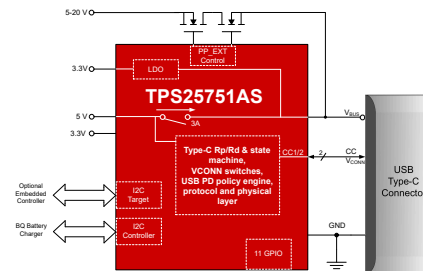 5-20 V
PP_EXT
Control
3.3V
LDO
TPS25751AS
5 V
3A
VBUS
3.3V
Type-C Rp/Rd & state
machine,
VCONN switches,
USB PD policy engine,
protocol and physical
layer
CC1/2
2
CC
VCONN
USB
Type-C
Connecto
Optional
Embedded
Controller
I2C
Target
BQ Battery
Charger
I2C
Controller
GND
11 GPIO